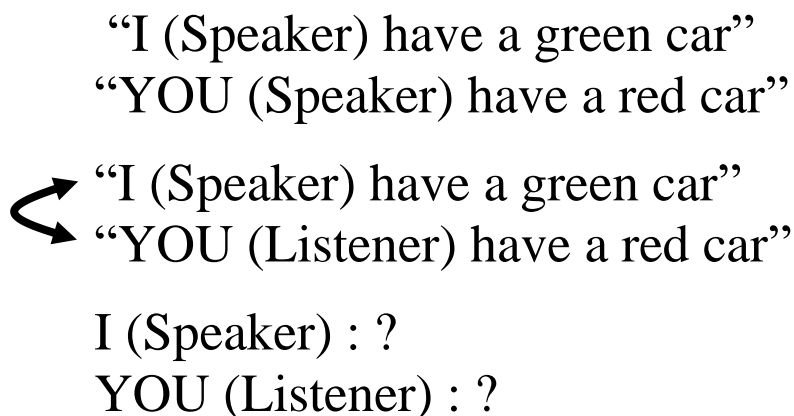 “I (Speaker) have a green car”
“YOU (Speaker) have a red car”
“I (Speaker) have a green car”
“YOU (Listener) have a red car”
I (Speaker) : ?
YOU (Listener) : ?